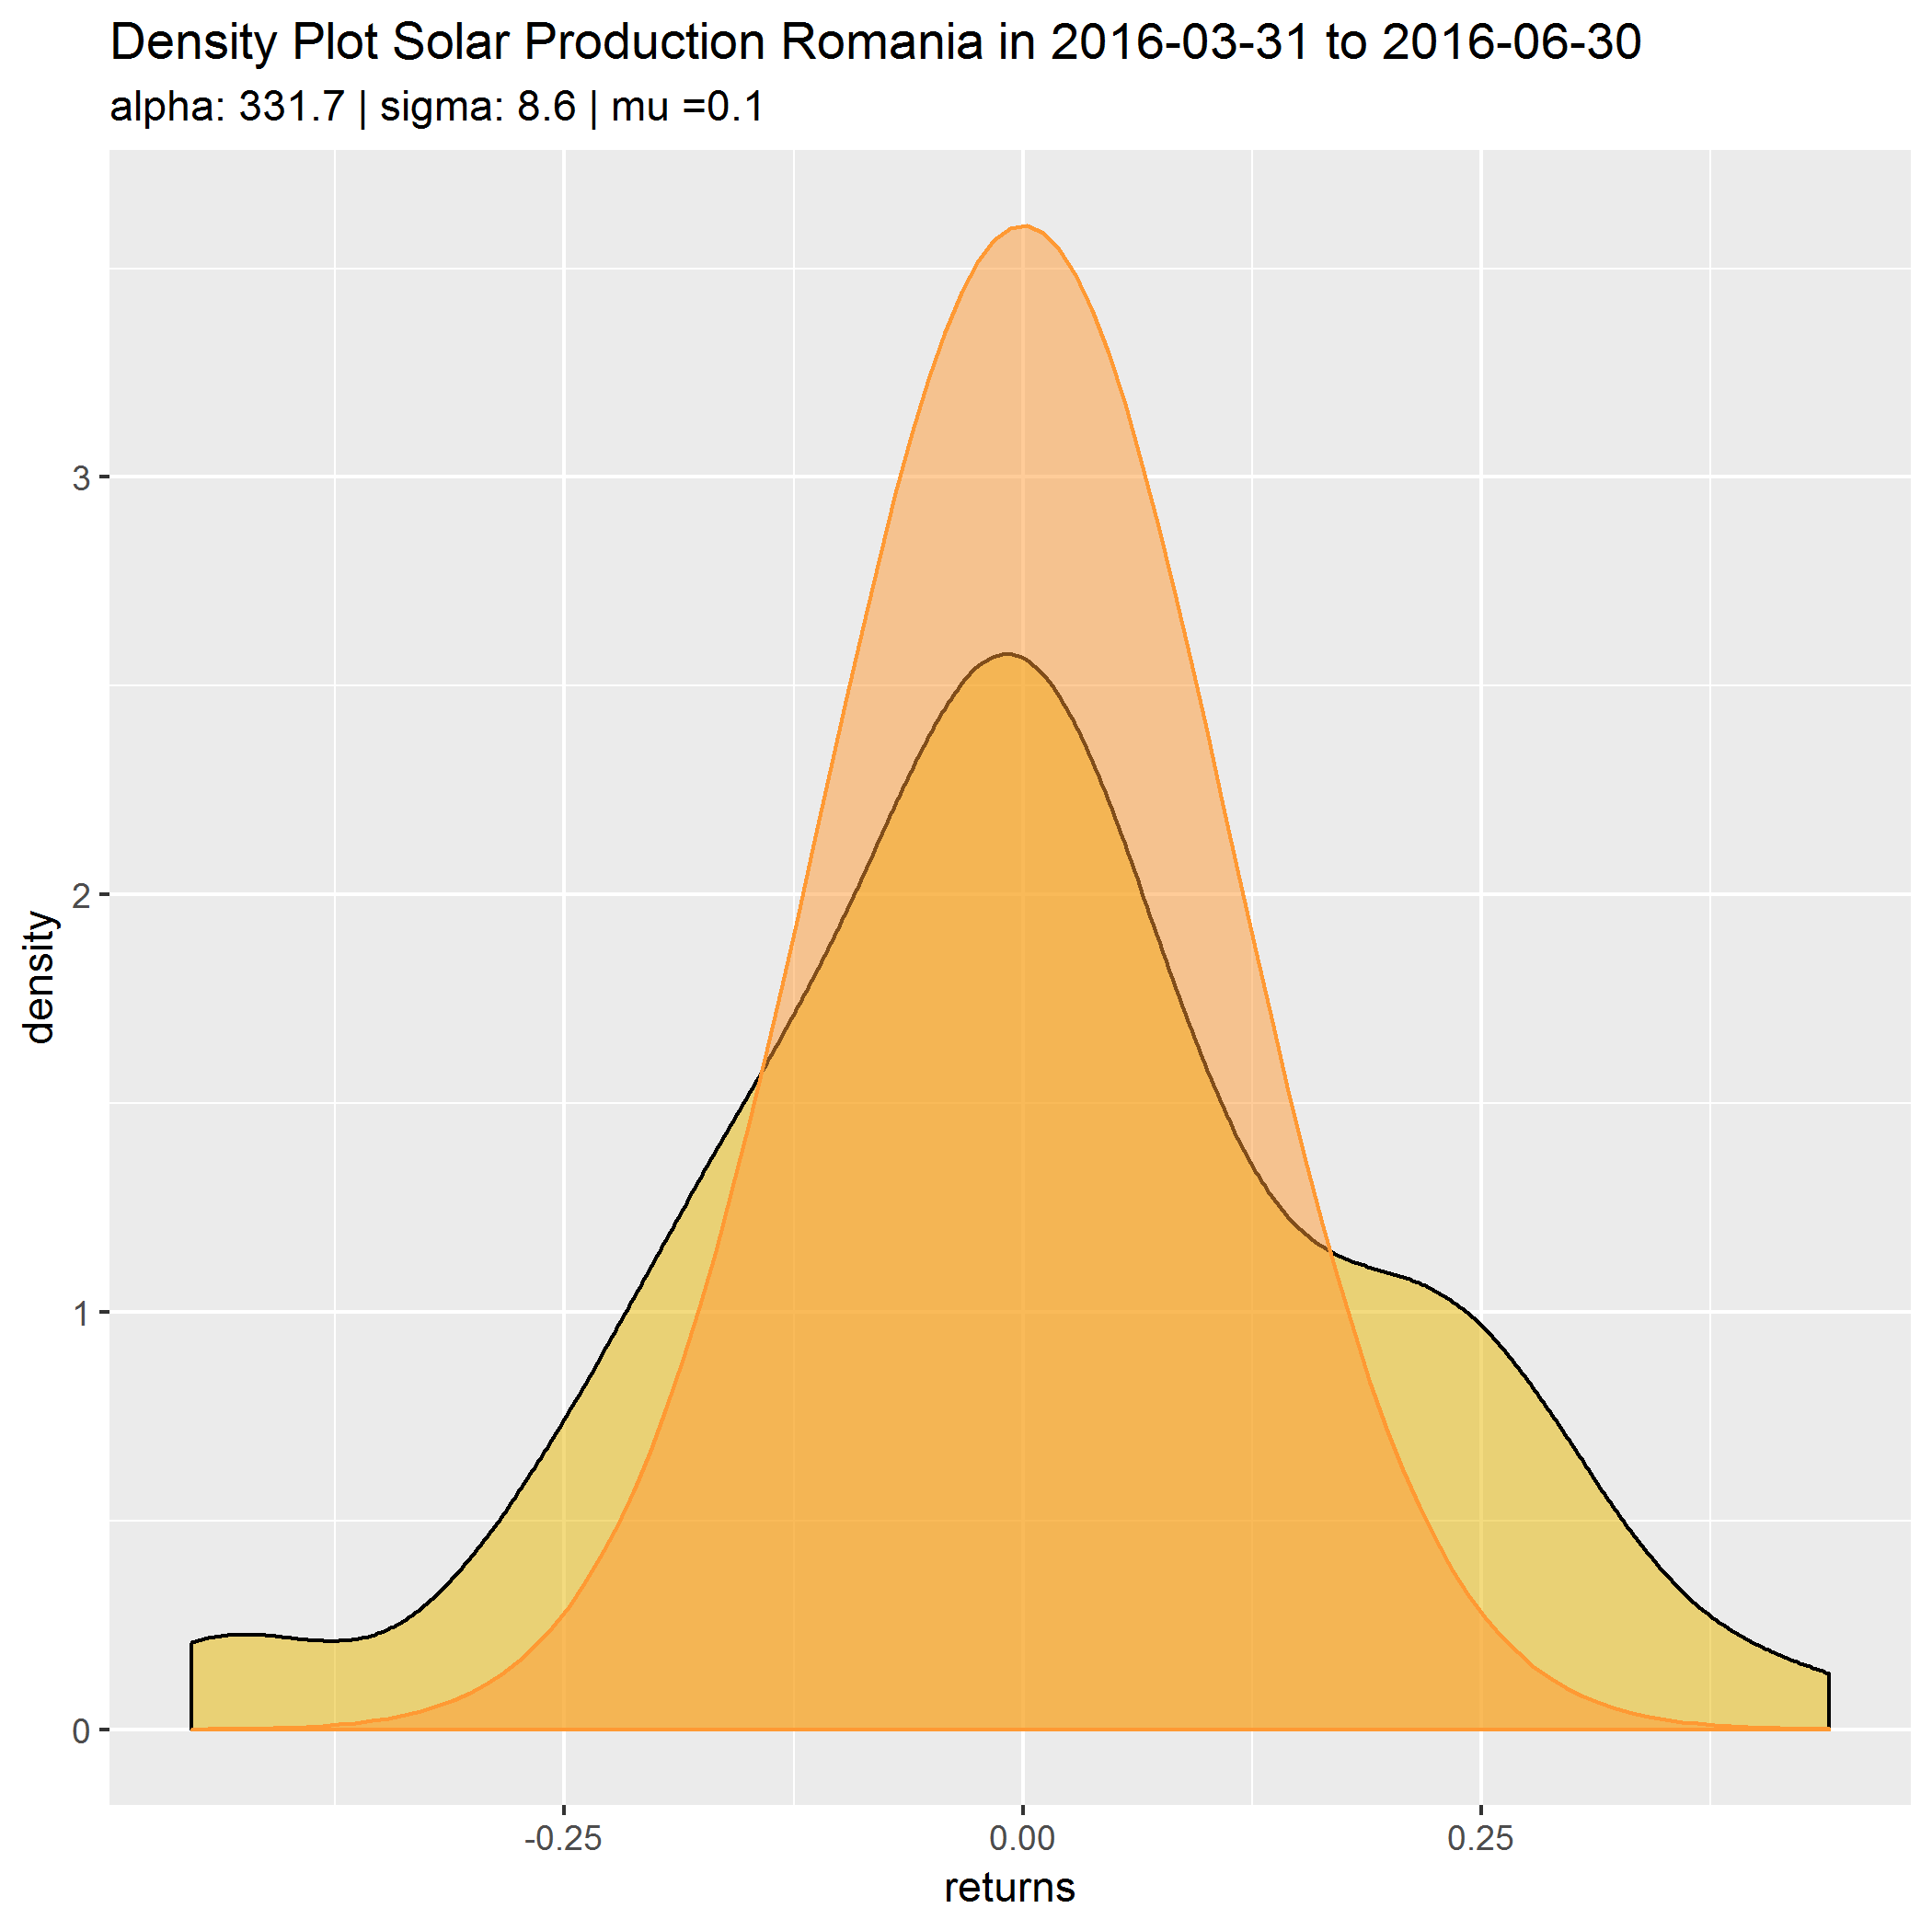 Density Plot Solar Production Romania in 2016-03-31 to 2016-06-30
alpha: 331.7 | sigma: 8.6 | mu =0.1
3
2
1
0
density
-0.25 0.00 0.25
returns